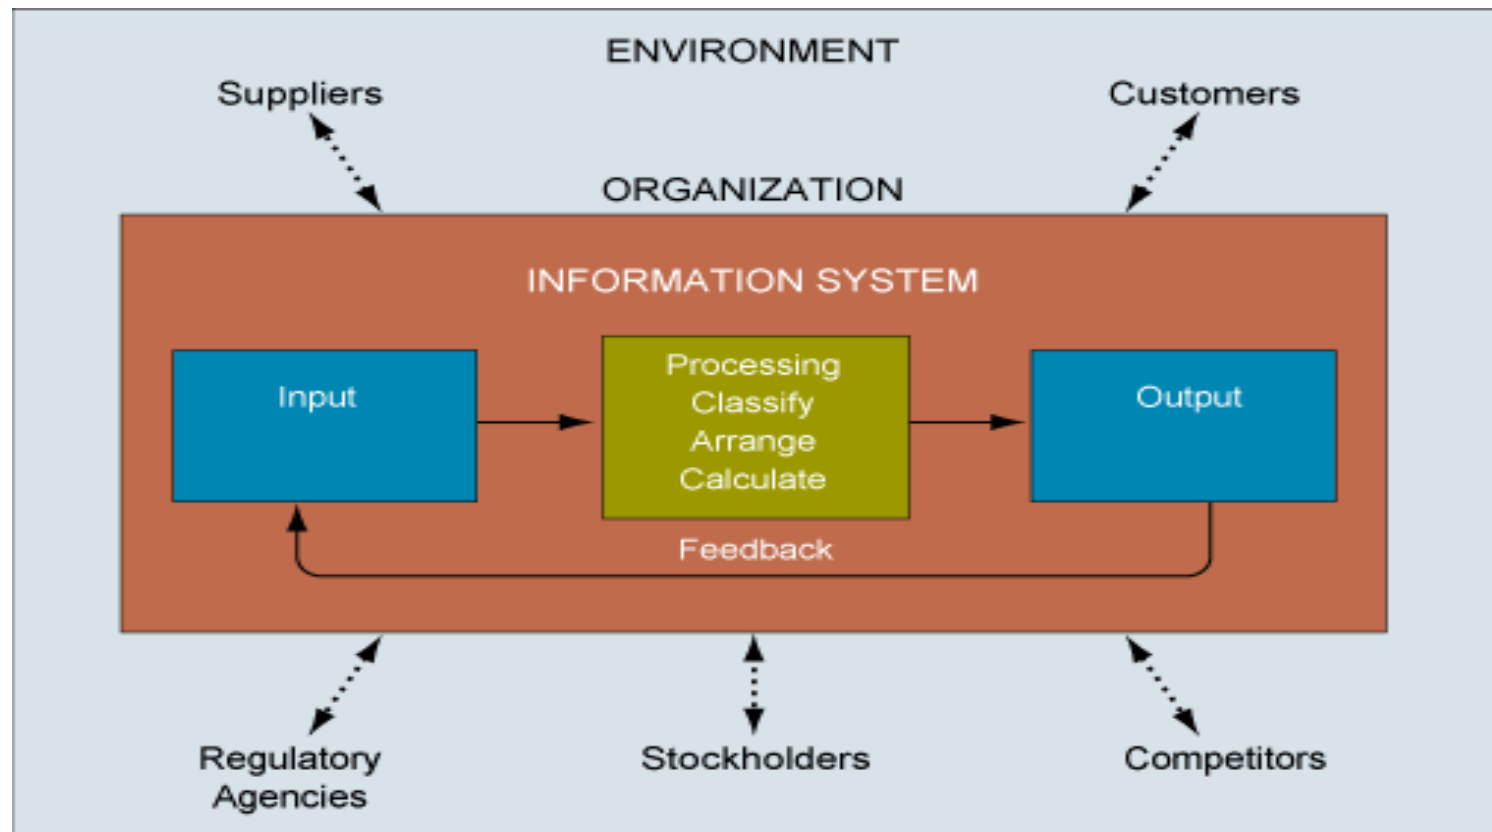 ENVIRONMENT
Suppliers
Customers
ORGANIZATION
INFORMATION SYSTEM
Input
Processing
Classify
Arrange
Calculate
Output
Feedback
Regulatory
Agencies
Stockholders
Competitors